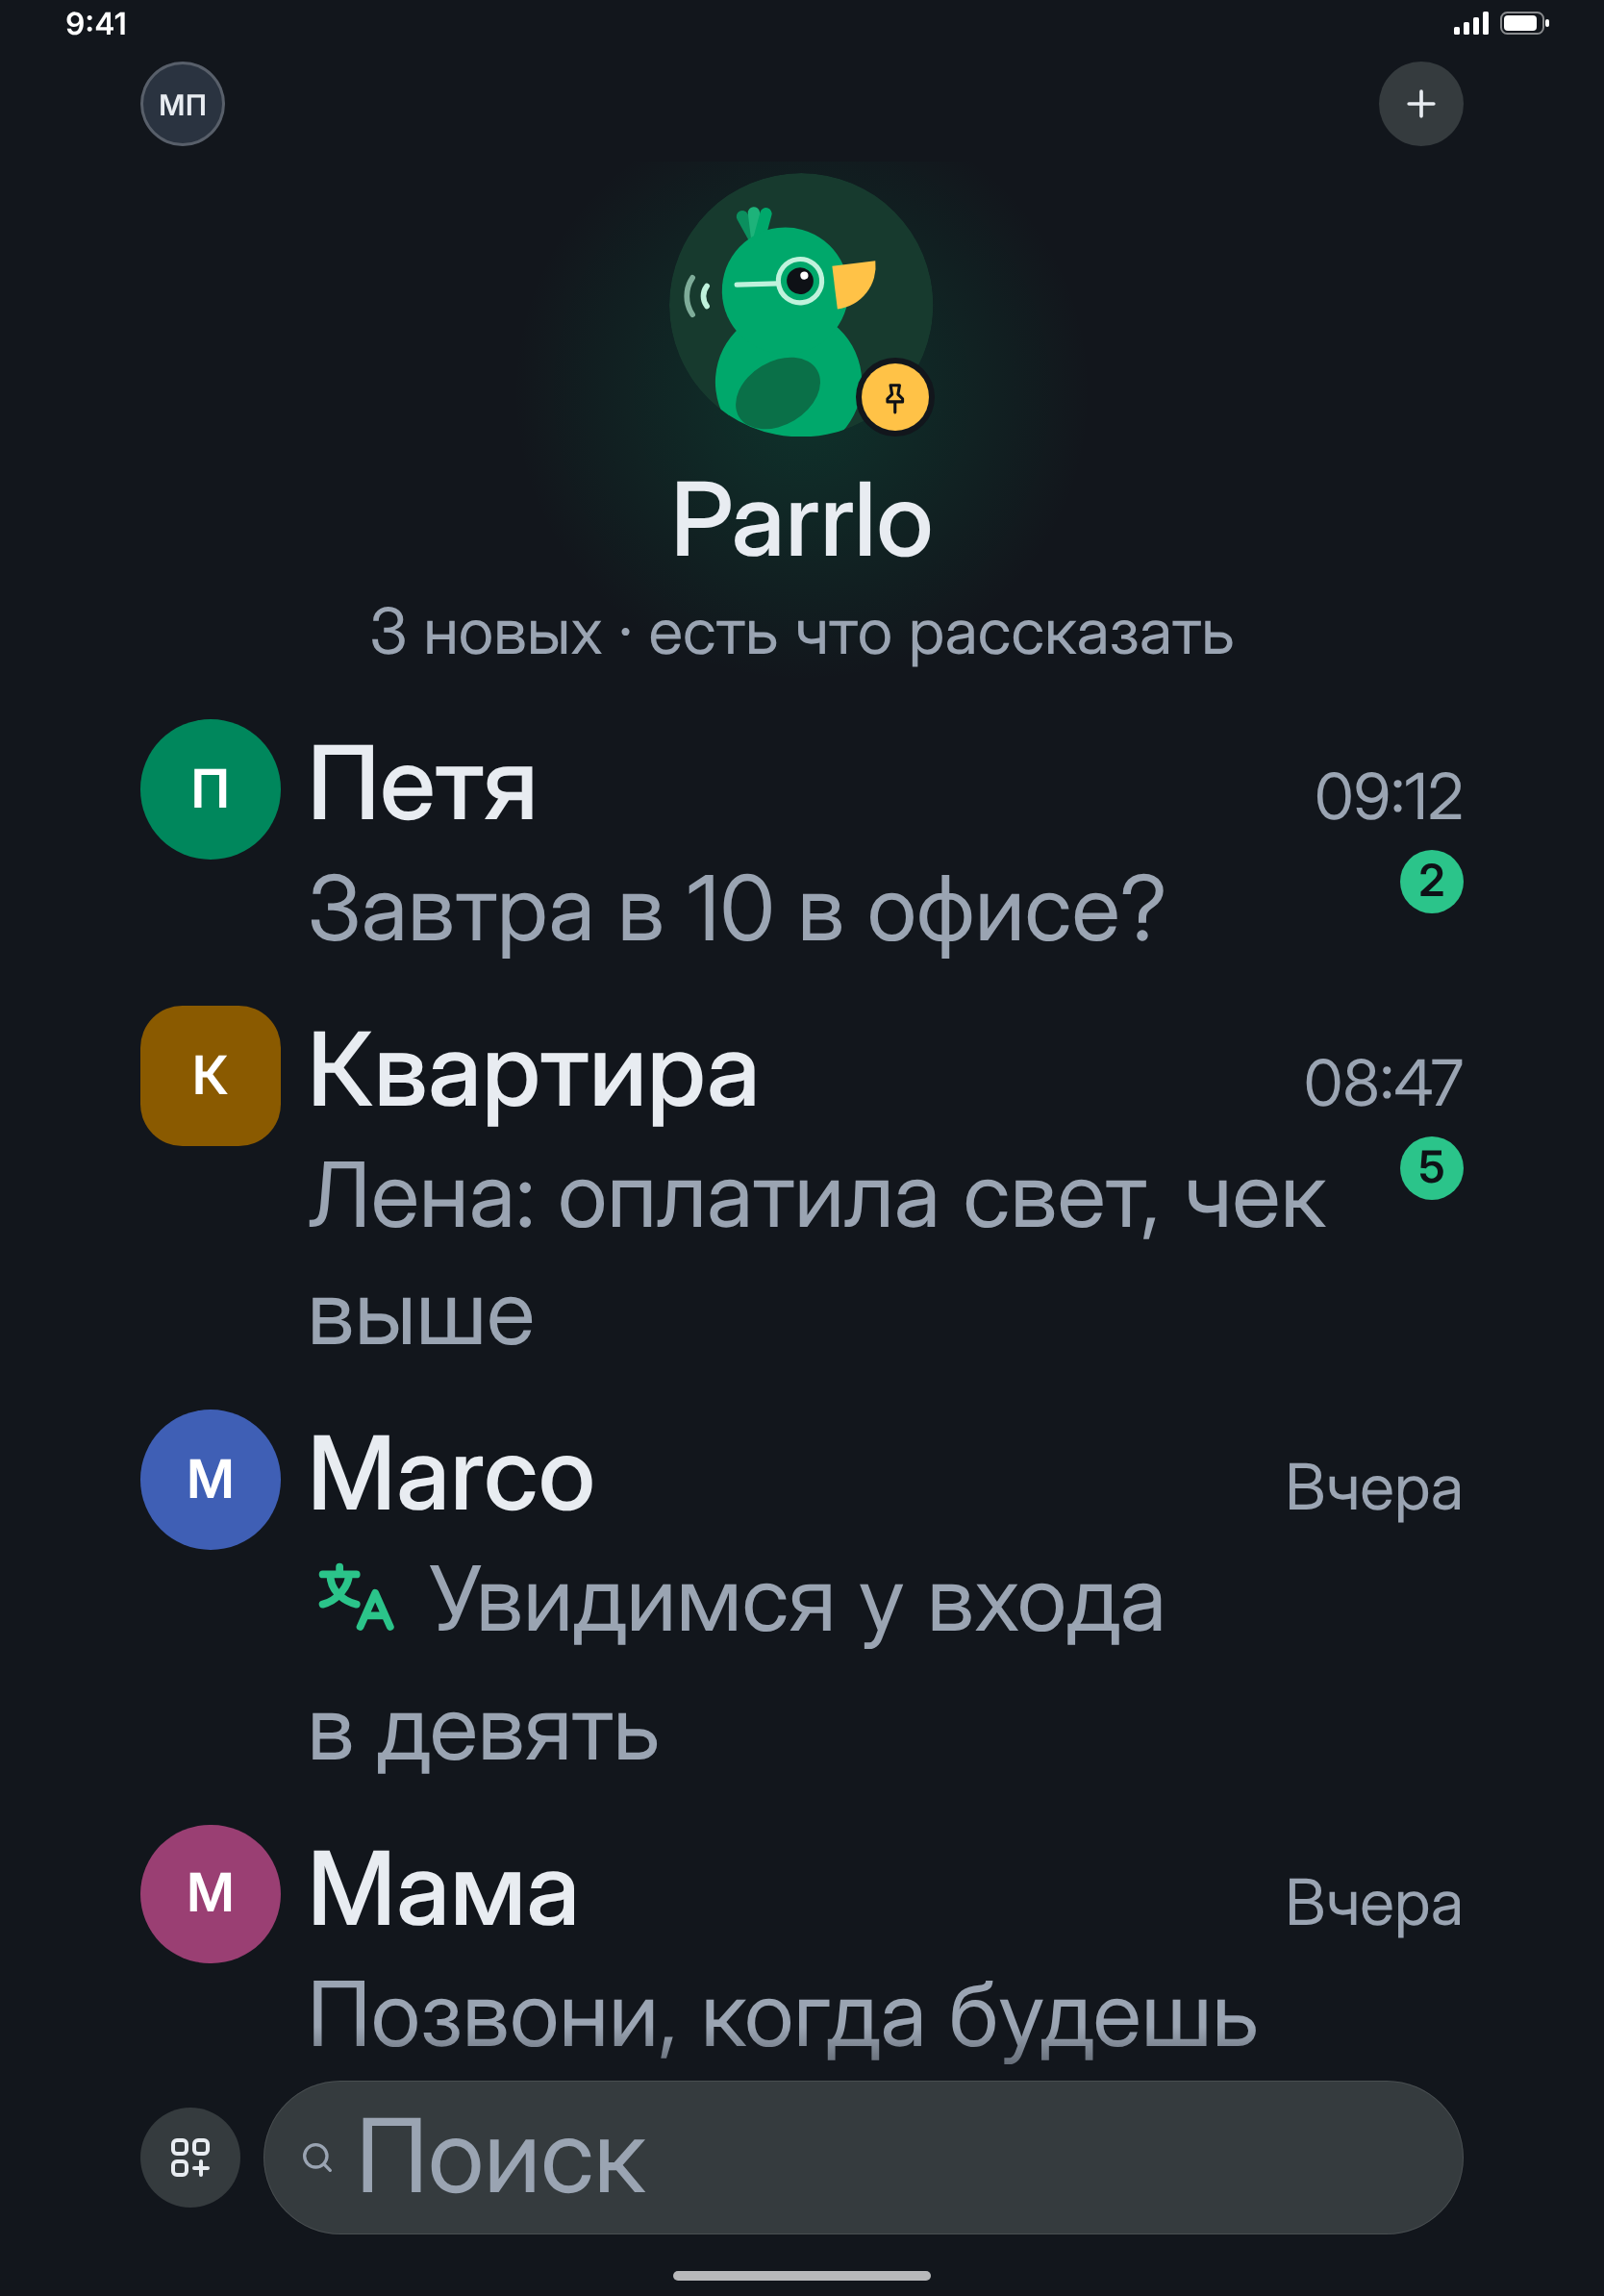 9:41
МП
Parrlo
3 новых · есть что рассказать
П
Петя
09:12
Завтра в 10 в офисе?
2
К
Квартира
08:47
Лена: оплатила свет, чек
5
выше
M
Marco
Вчера
Увидимся у входа
в девять
М
Мама
Вчера
Позвони, когда будешь
Поиск